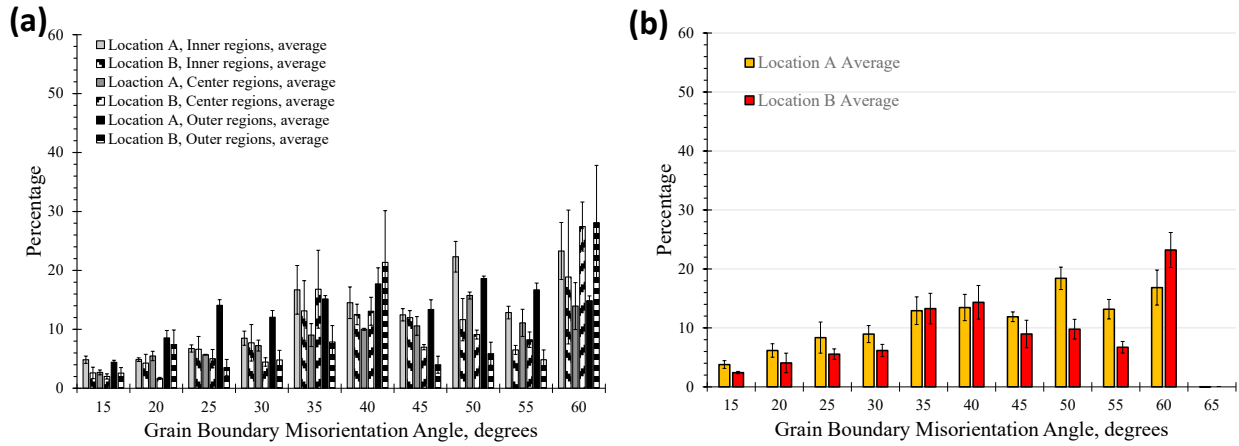 (a)
60
50
40
30
20
10
0
Percentage
Location A, Inner regions, average
Location B, Inner regions, average
Loaction A, Center regions, average
Location B, Center regions, average
Location A, Outer regions, average
Location B, Outer regions, average
15 20 25 30 35 40 45 50 55 60
Grain Boundary Misorientation Angle, degrees
(b)
60
50
40
30
20
10
0
Percentage
Location A Average
Location B Average
15 20 25 30 35 40 45 50 55 60 65
Grain Boundary Misorientation Angle, degrees